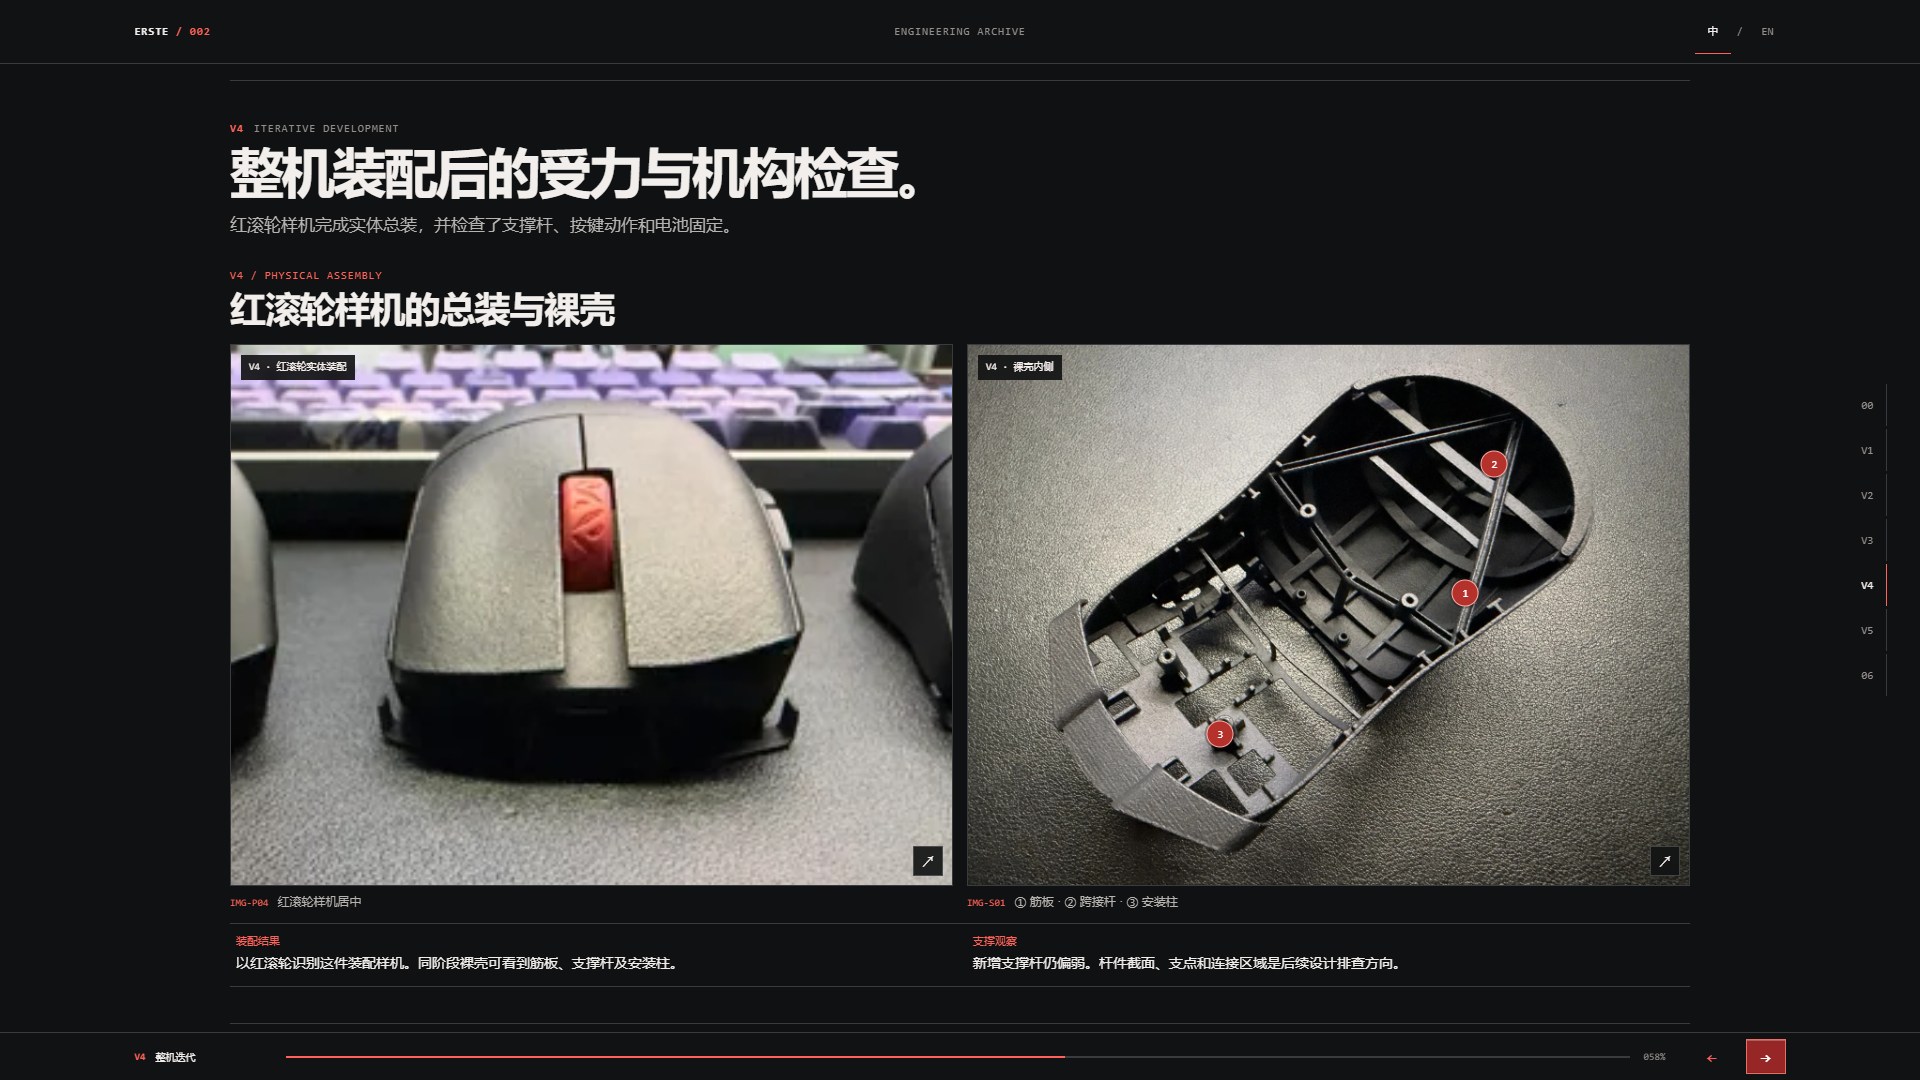 ERSTE / 002
ENGINEERING ARCHIVE
中 / EN
V4 ITERATIVE DEVELOPMENT
整机装配后的受力与机构检查。
红滚轮样机完成实体总装，并检查了支撑杆、按键动作和电池固定。
V4 / PHYSICAL ASSEMBLY
红滚轮样机的总装与裸壳
V4 · 红滚轮实体装配
V4 · 裸壳内侧
2
1
3
IMG-P04 红滚轮样机居中
IMG-S01 ① 筋板 · ② 跨接杆 · ③ 安装柱
装配结果
以红滚轮识别这件装配样机。同阶段裸壳可看到筋板、支撑杆及安装柱。
支撑观察
新增支撑杆仍偏弱。杆件截面、支点和连接区域是后续设计排查方向。
00
V1
V2
V3
V4
V5
06
V4 整机迭代
058%
← →